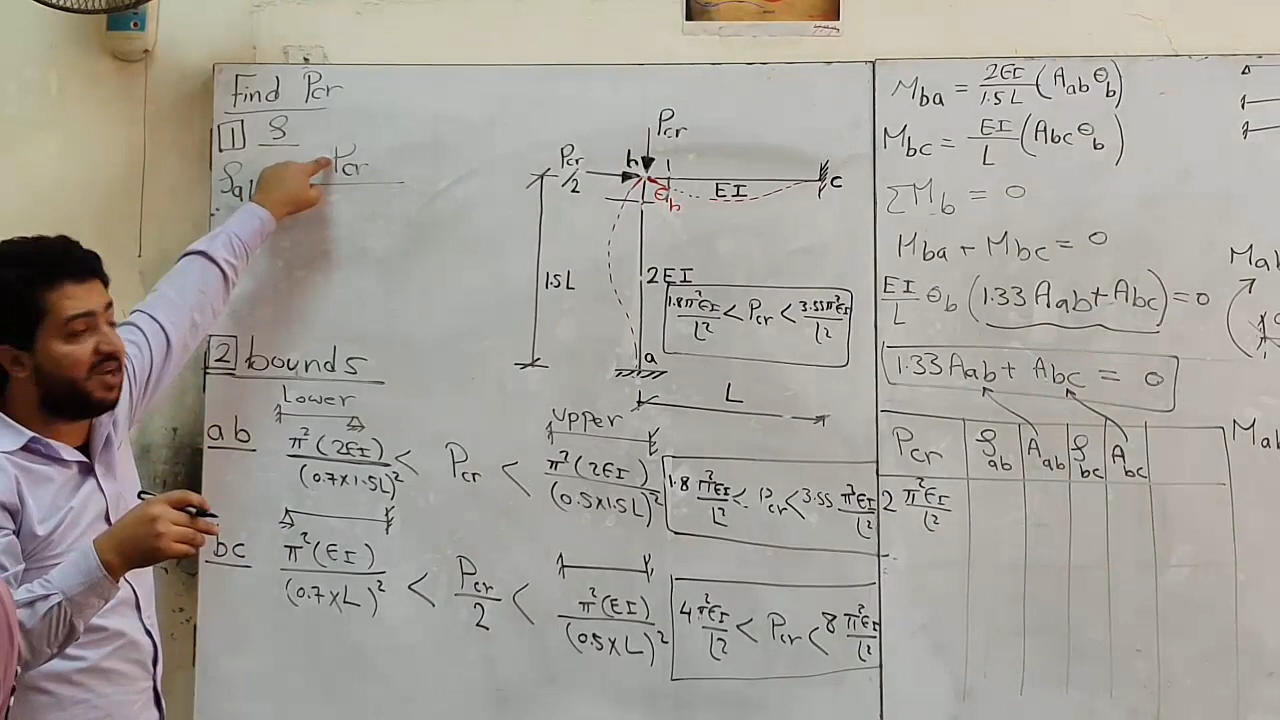 Find Pcr
1 ρ
ρab Pcr
Pcr
Pcr/2
b
θb
EI
c
1.5L
2EI
1.8π²EI/L² < Pcr < 3.55π²EI/L²
a
L
2 bounds
Lower
Upper
ab π²(2EI)/(0.7×1.5L)² < Pcr < π²(2EI)/(0.5×1.5L)²
1.8 π²EI/L² < Pcr < 3.55 π²EI/L²
bc π²(EI)/(0.7×L)² < Pcr/2 < π²(EI)/(0.5×L)²
4 π²EI/L² < Pcr < 8 π²EI/L²
Mba = 2EI/1.5L (Aab θb)
Mbc = EI/L (Abc θb)
ΣMb = 0
Mba + Mbc = 0
EI/L θb (1.33 Aab + Abc) = 0
1.33 Aab + Abc = 0
Pcr ρab Aab ρbc Abc
2 π²EI/L²
Mab
Mab